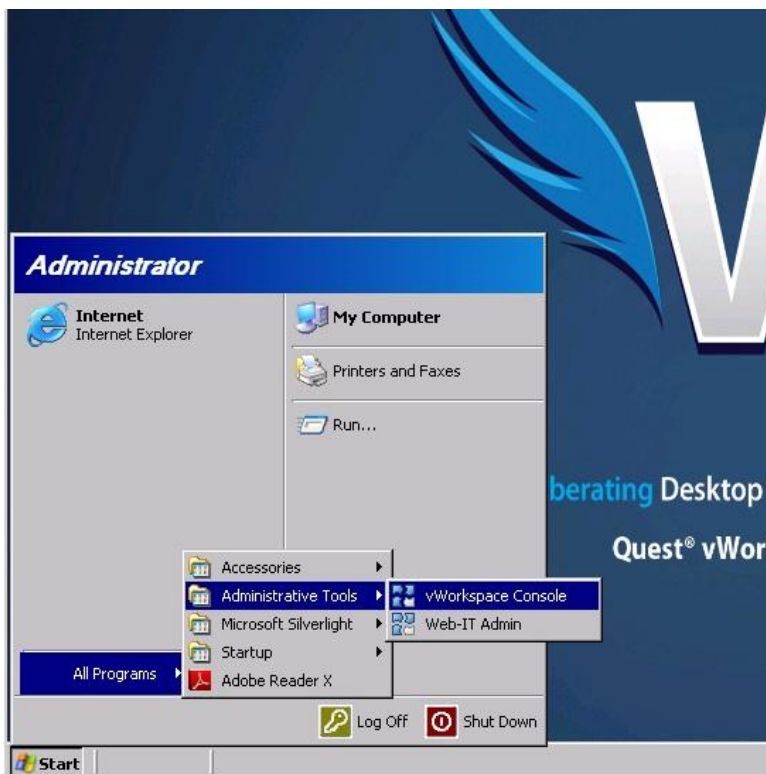 Administrator
Internet
Internet Explorer
My Computer
Printers and Faxes
Run...
berating Desktop
Quest® vWor
Accessories
Administrative Tools
Microsoft Silverlight
Startup
Adobe Reader X
vWorkspace Console
Web-IT Admin
All Programs
Log Off
Shut Down
Start